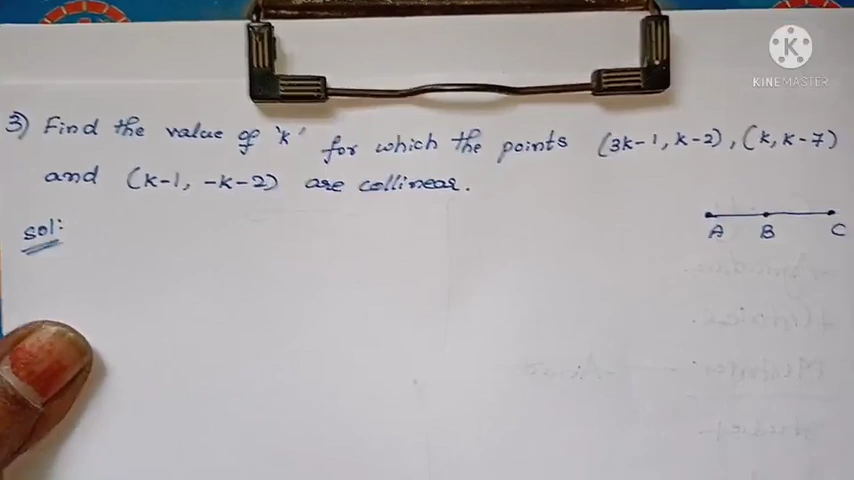 KINEMASTER
3) Find the value of 'k' for which the points (3k-1, k-2), (k, k-7)
and (k-1, -k-2) are collinear.
Sol:
A B C